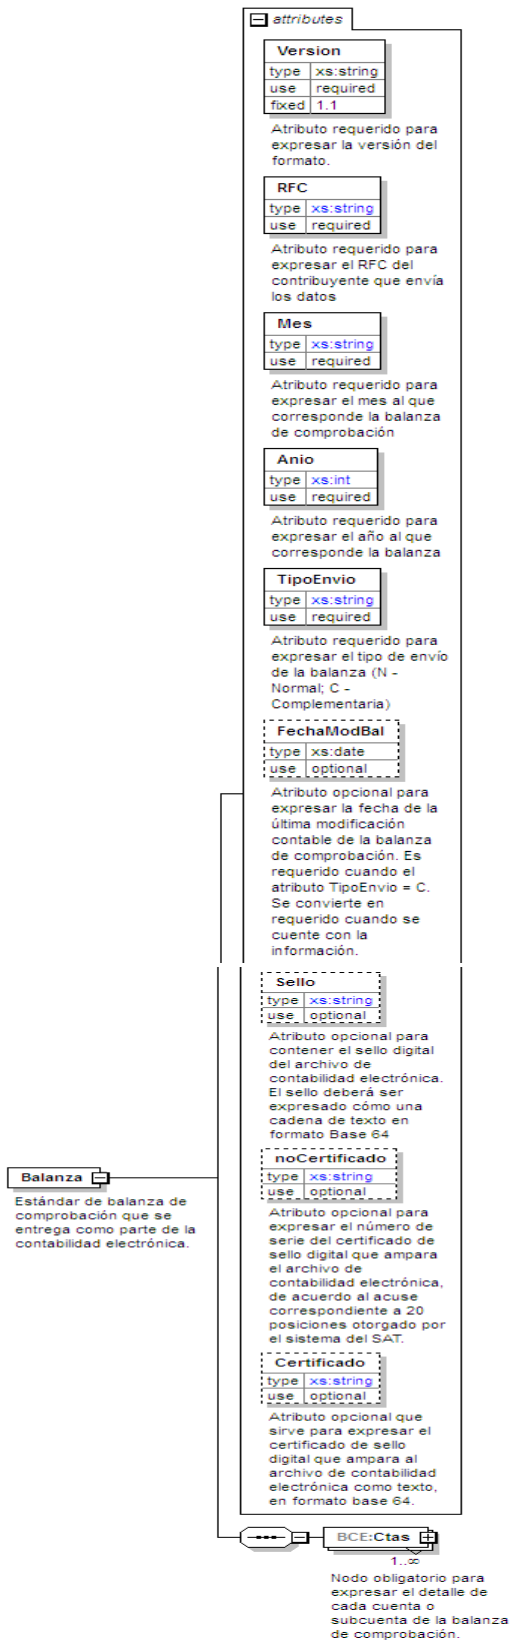 attributes
Version
type xs:string
use required
fixed 1.1
Atributo requerido para
expresar la versión del
formato.
RFC
type xs:string
use required
Atributo requerido para
expresar el RFC del
contribuyente que envía
los datos
Mes
type xs:string
use required
Atributo requerido para
expresar el mes al que
corresponde la balanza
de comprobación
Anio
type xs:int
use required
Atributo requerido para
expresar el año al que
corresponde la balanza
TipoEnvio
type xs:string
use required
Atributo requerido para
expresar el tipo de envío
de la balanza (N -
Normal; C -
Complementaria)
FechaModBal
type xs:date
use optional
Atributo opcional para
expresar la fecha de la
última modificación
contable de la balanza
de comprobación. Es
requerido cuando el
atributo TipoEnvio = C.
Se convierte en
requerido cuando se
cuente con la
información.
Sello
type xs:string
use optional
Atributo opcional para
contener el sello digital
del archivo de
contabilidad electrónica.
El sello deberá ser
expresado cómo una
cadena de texto en
formato Base 64
noCertificado
type xs:string
use optional
Atributo opcional para
expresar el número de
serie del certificado de
sello digital que ampara
el archivo de
contabilidad electrónica,
de acuerdo al acuse
correspondiente a 20
posiciones otorgado por
el sistema del SAT.
Certificado
type xs:string
use optional
Atributo opcional que
sirve para expresar el
certificado de sello
digital que ampara al
archivo de contabilidad
electrónica como texto,
en formato base 64.
Balanza
Estándar de balanza de
comprobación que se
entrega como parte de la
contabilidad electrónica.
BCE:Ctas
1..∞
Nodo obligatorio para
expresar el detalle de
cada cuenta o
subcuenta de la balanza
de comprobación.